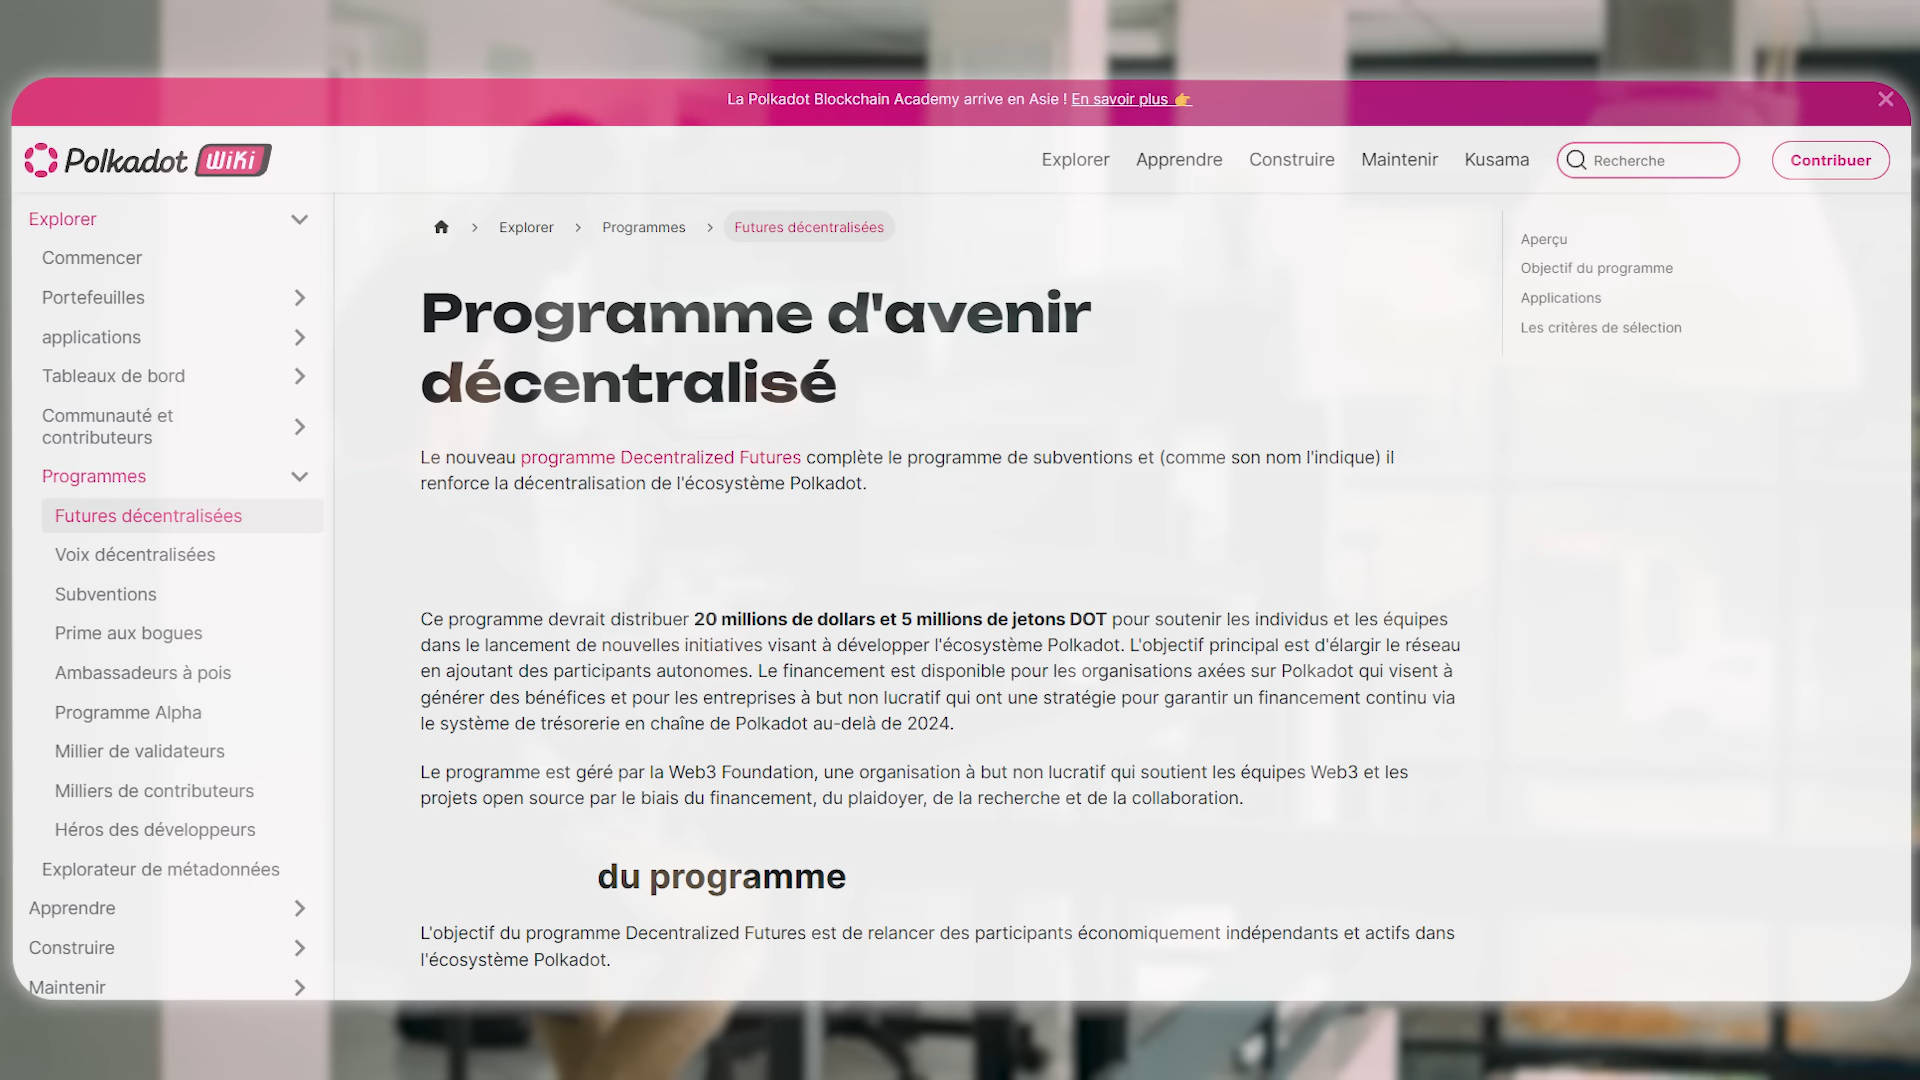 La Polkadot Blockchain Academy arrive en Asie ! En savoir plus 👉
Polkadot WiKi
Explorer Apprendre Construire Maintenir Kusama Recherche Contribuer
Explorer
Commencer
Portefeuilles
applications
Tableaux de bord
Communauté et
contributeurs
Programmes
Futures décentralisées
Voix décentralisées
Subventions
Prime aux bogues
Ambassadeurs à pois
Programme Alpha
Millier de validateurs
Milliers de contributeurs
Héros des développeurs
Explorateur de métadonnées
Apprendre
Construire
Maintenir
Explorer > Programmes > Futures décentralisées
Programme d'avenir
décentralisé
Le nouveau programme Decentralized Futures complète le programme de subventions et (comme son nom l'indique) il
renforce la décentralisation de l'écosystème Polkadot.
Ce programme devrait distribuer 20 millions de dollars et 5 millions de jetons DOT pour soutenir les individus et les équipes
dans le lancement de nouvelles initiatives visant à développer l'écosystème Polkadot. L'objectif principal est d'élargir le réseau
en ajoutant des participants autonomes. Le financement est disponible pour les organisations axées sur Polkadot qui visent à
générer des bénéfices et pour les entreprises à but non lucratif qui ont une stratégie pour garantir un financement continu via
le système de trésorerie en chaîne de Polkadot au-delà de 2024.
Le programme est géré par la Web3 Foundation, une organisation à but non lucratif qui soutient les équipes Web3 et les
projets open source par le biais du financement, du plaidoyer, de la recherche et de la collaboration.
du programme
L'objectif du programme Decentralized Futures est de relancer des participants économiquement indépendants et actifs dans
l'écosystème Polkadot.
Aperçu
Objectif du programme
Applications
Les critères de sélection